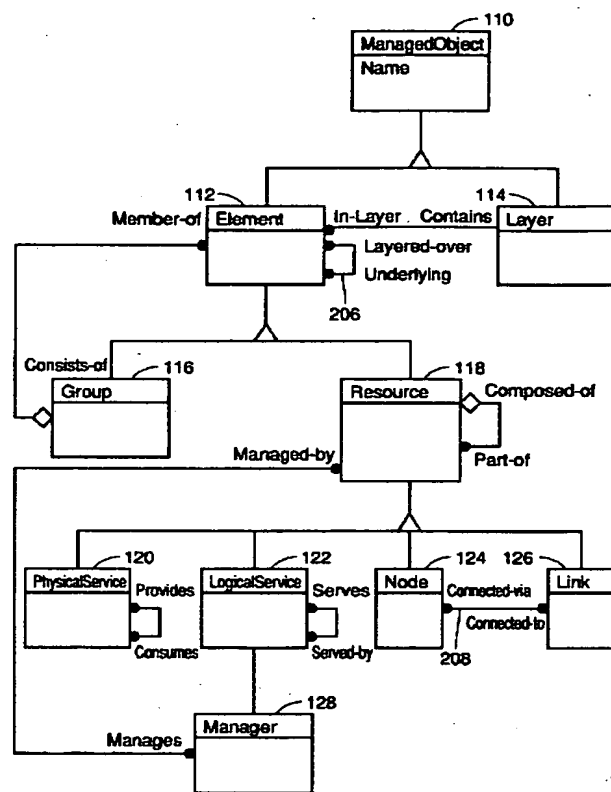 110
ManagedObject
Name
112
114
Member-of
Element
In-Layer
Contains
Layer
Layered-over
Underlying
206
Consists-of
116
118
Group
Resource
Composed-of
Managed-by
Part-of
120
122
124
126
PhysicalService
Provides
LogicalService
Serves
Node
Connected-via
Link
Consumes
Served-by
208
Connected-to
128
Manager
Manages